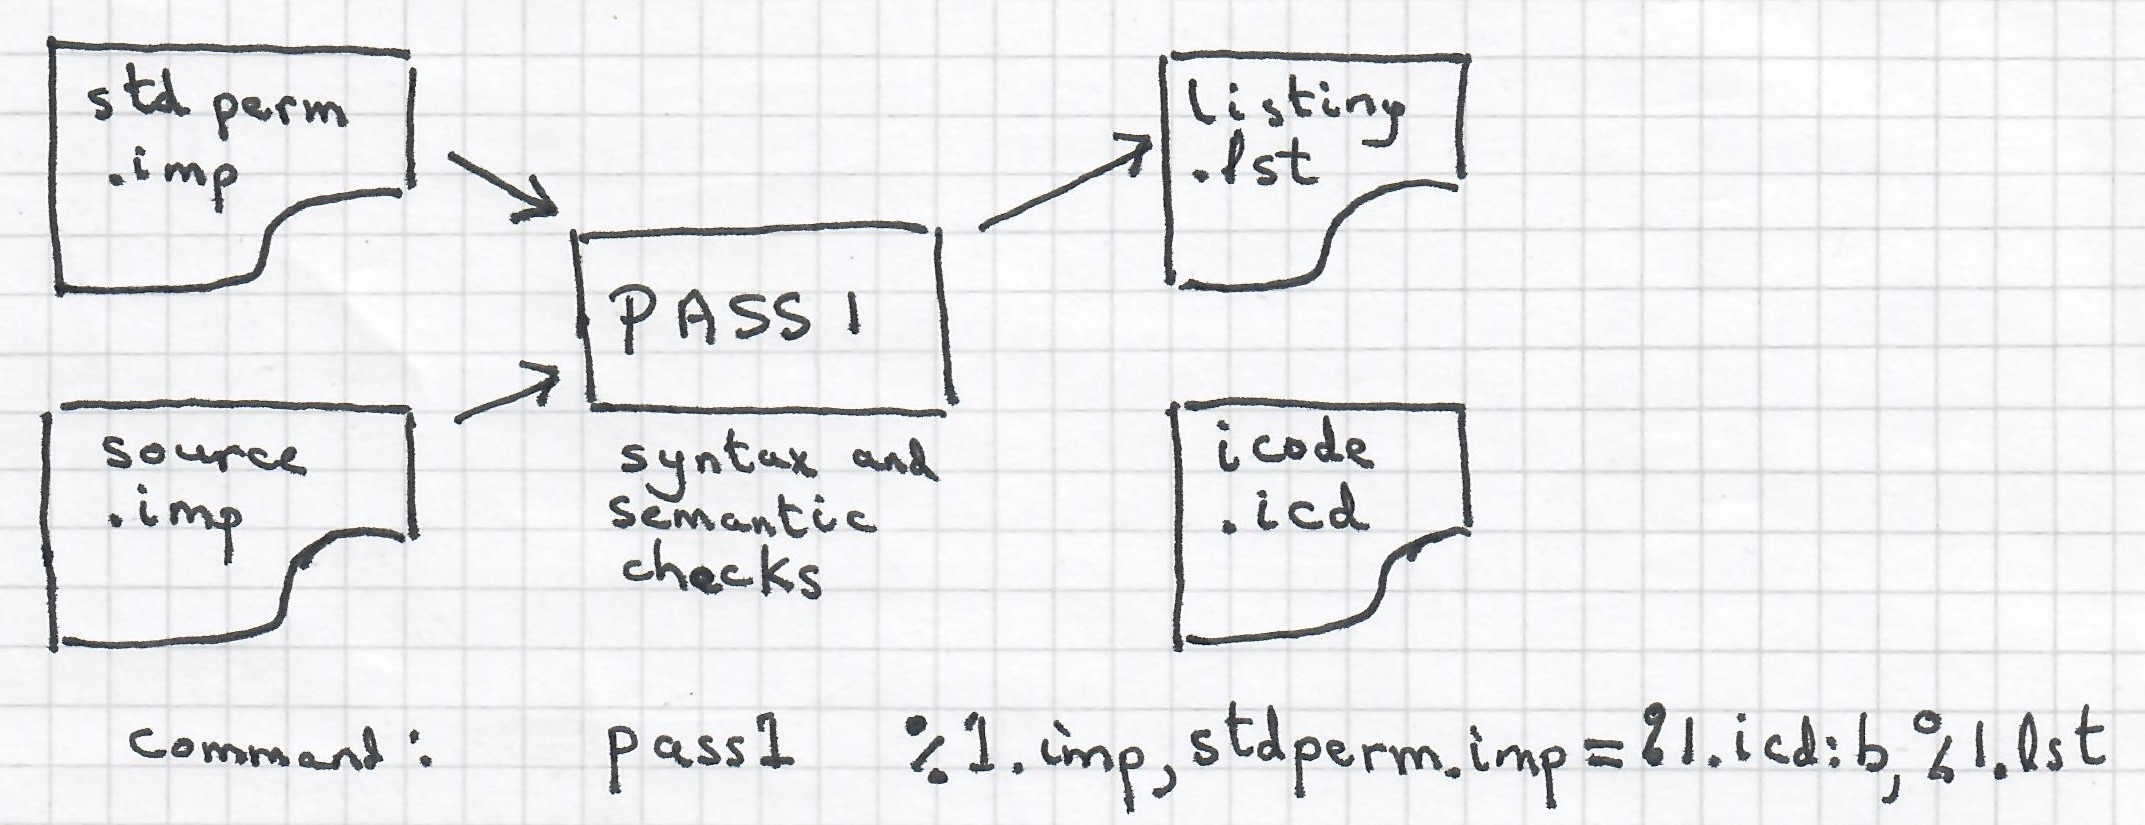 std perm
.imp
listing
.lst
PASS 1
source
.imp
syntax and
semantic
checks
icode
.icd
command: pass1 %1.imp,stdperm.imp=%1.icd:b,%1.lst